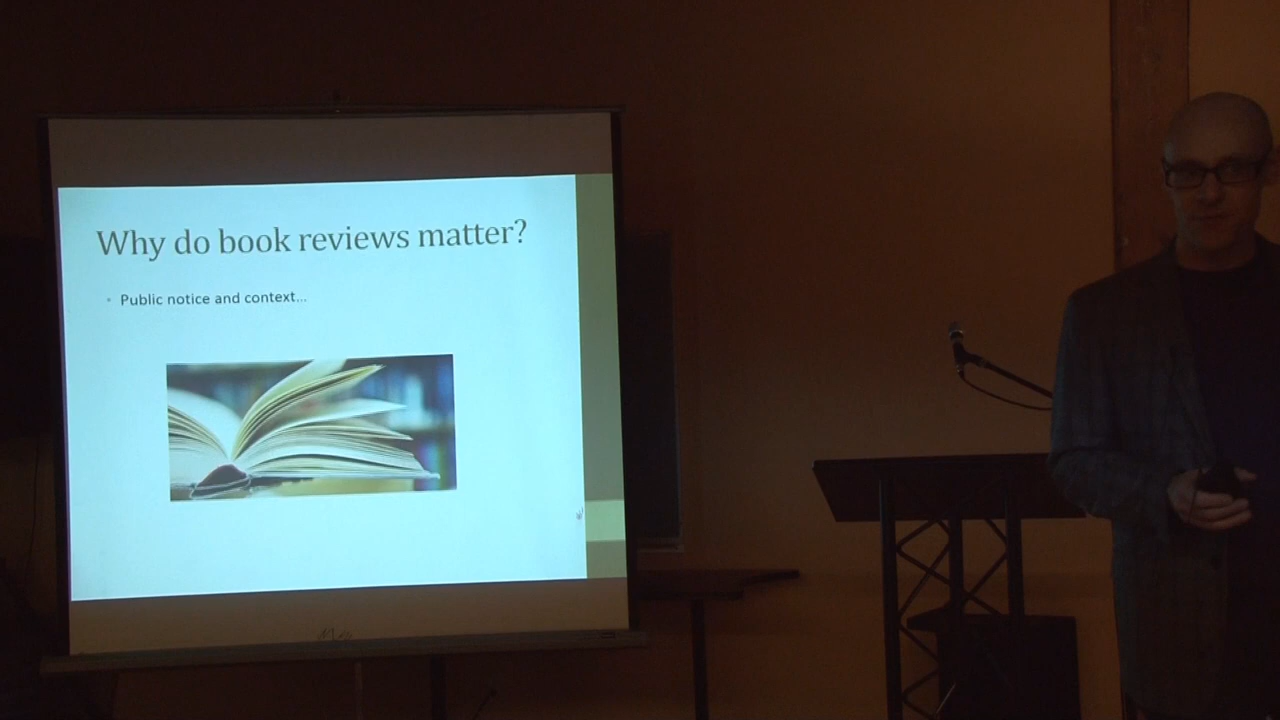 Why do book reviews matter?
Public notice and context...